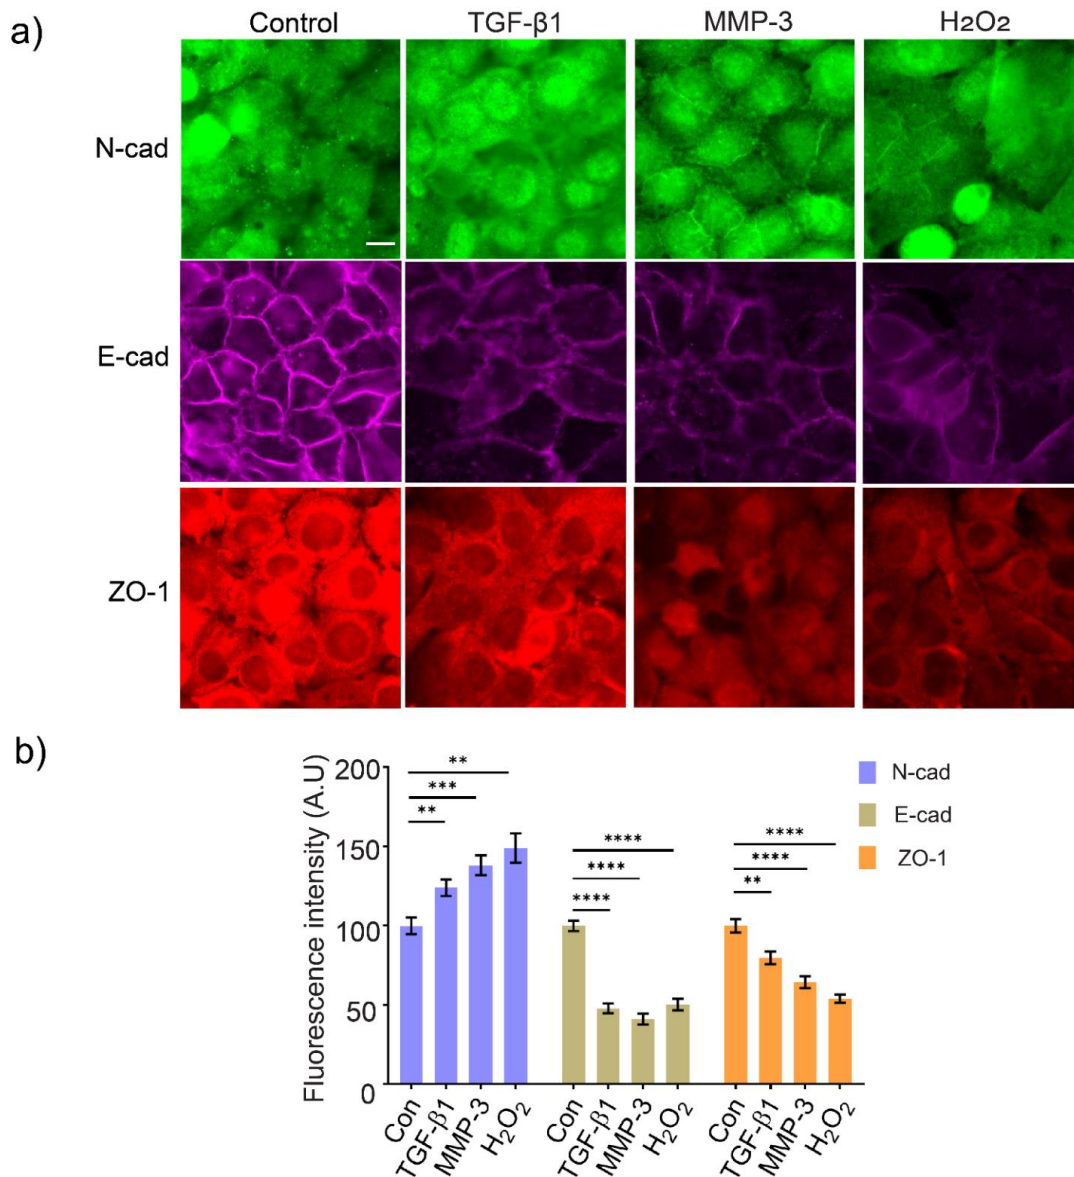 a)
Control TGF-β1 MMP-3 H2O2
N-cad
E-cad
ZO-1
b)
Fluorescence intensity (A.U)
200
150
100
50
0
** 
***
**
****
****
****
****
****
**
N-cad
E-cad
ZO-1
Con TGF-β1 MMP-3 H₂O₂ Con TGF-β1 MMP-3 H₂O₂ Con TGF-β1 MMP-3 H₂O₂